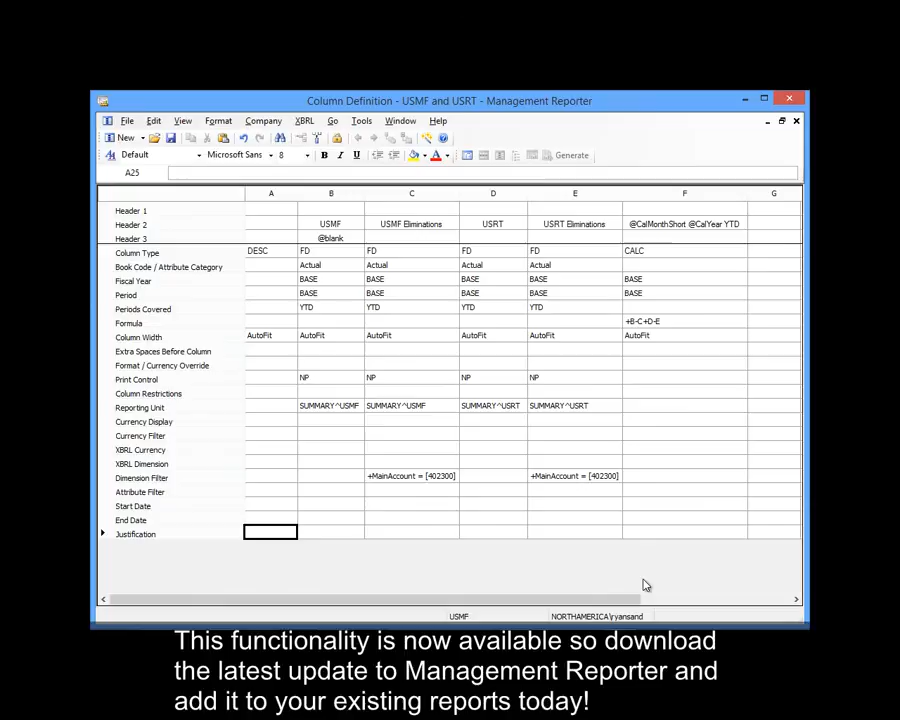 Column Definition - USMF and USRT - Management Reporter
File Edit View Format Company XBRL Go Tools Window Help
New
Default Microsoft Sans 8 B I U A Generate
A25
A B C D E F G
Header 1
Header 2 USMF USMF Eliminations USRT USRT Eliminations @CalMonthShort @CalYear YTD
Header 3 @blank
Column Type DESC FD FD FD FD CALC
Book Code / Attribute Category Actual Actual Actual Actual
Fiscal Year BASE BASE BASE BASE BASE
Period BASE BASE BASE BASE BASE
Periods Covered YTD YTD YTD YTD
Formula +B-C+D-E
Column Width AutoFit AutoFit AutoFit AutoFit AutoFit AutoFit
Extra Spaces Before Column
Format / Currency Override
Print Control NP NP NP NP
Column Restrictions
Reporting Unit SUMMARY^USMF SUMMARY^USMF SUMMARY^USRT SUMMARY^USRT
Currency Display
Currency Filter
XBRL Currency
XBRL Dimension
Dimension Filter +MainAccount = [402300] +MainAccount = [402300]
Attribute Filter
Start Date
End Date
Justification
USMF NORTHAMERICA\ryansand
This functionality is now available so download
the latest update to Management Reporter and
add it to your existing reports today!